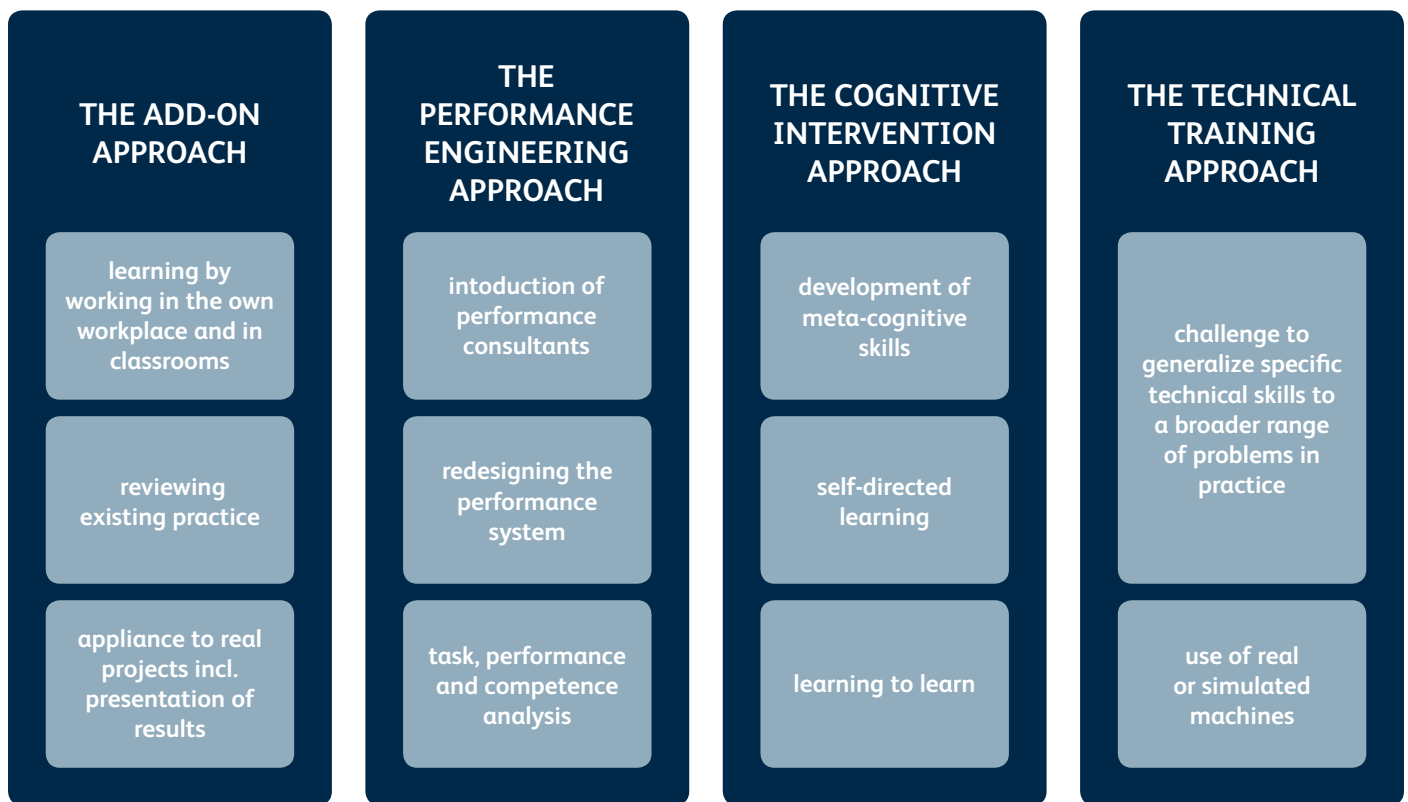 THE ADD-ON
APPROACH
learning by
working in the own
workplace and in
classrooms
reviewing
existing practice
appliance to real
projects incl.
presentation of
results
THE
PERFORMANCE
ENGINEERING
APPROACH
intoduction of
performance
consultants
redesigning the
performance
system
task, performance
and competence
analysis
THE COGNITIVE
INTERVENTION
APPROACH
development of
meta-cognitive
skills
self-directed
learning
learning to learn
THE TECHNICAL
TRAINING
APPROACH
challenge to
generalize specific
technical skills to
a broader range
of problems in
practice
use of real
or simulated
machines